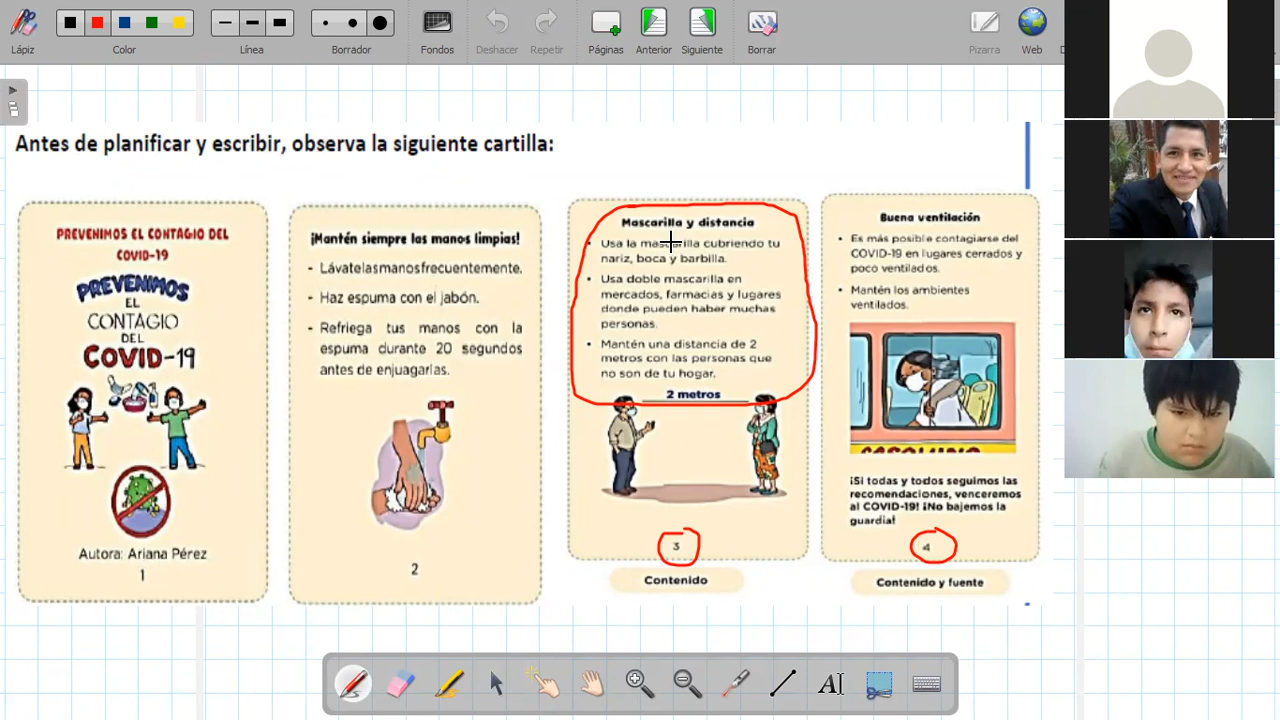 Lápiz
Color
Línea
Borrador
Fondos
Deshacer
Repetir
Páginas
Anterior
Siguiente
Borrar
Pizarra
Web
Antes de planificar y escribir, observa la siguiente cartilla:
PREVENIMOS EL CONTAGIO DEL
COVID-19
PREVENIMOS
EL
CONTAGIO
DEL
COVID-19
Autora: Ariana Pérez
1
¡Mantén siempre las manos limpias!
- Lávate las manos frecuentemente.
- Haz espuma con el jabón.
- Refriega tus manos con la
espuma durante 20 segundos
antes de enjuagarlas.
2
Mascarilla y distancia
• Usa la mascarilla cubriendo tu
nariz, boca y barbilla.
• Usa doble mascarilla en
mercados, farmacias y lugares
donde pueden haber muchas
personas.
• Mantén una distancia de 2
metros con las personas que
no son de tu hogar.
2 metros
3
Contenido
Buena ventilación
• Es más posible contagiarse del
COVID-19 en lugares cerrados y
poco ventilados.
• Mantén los ambientes
ventilados.
¡Si todas y todos seguimos las
recomendaciones, venceremos
al COVID-19! ¡No bajemos la
guardia!
4
Contenido y fuente
AI